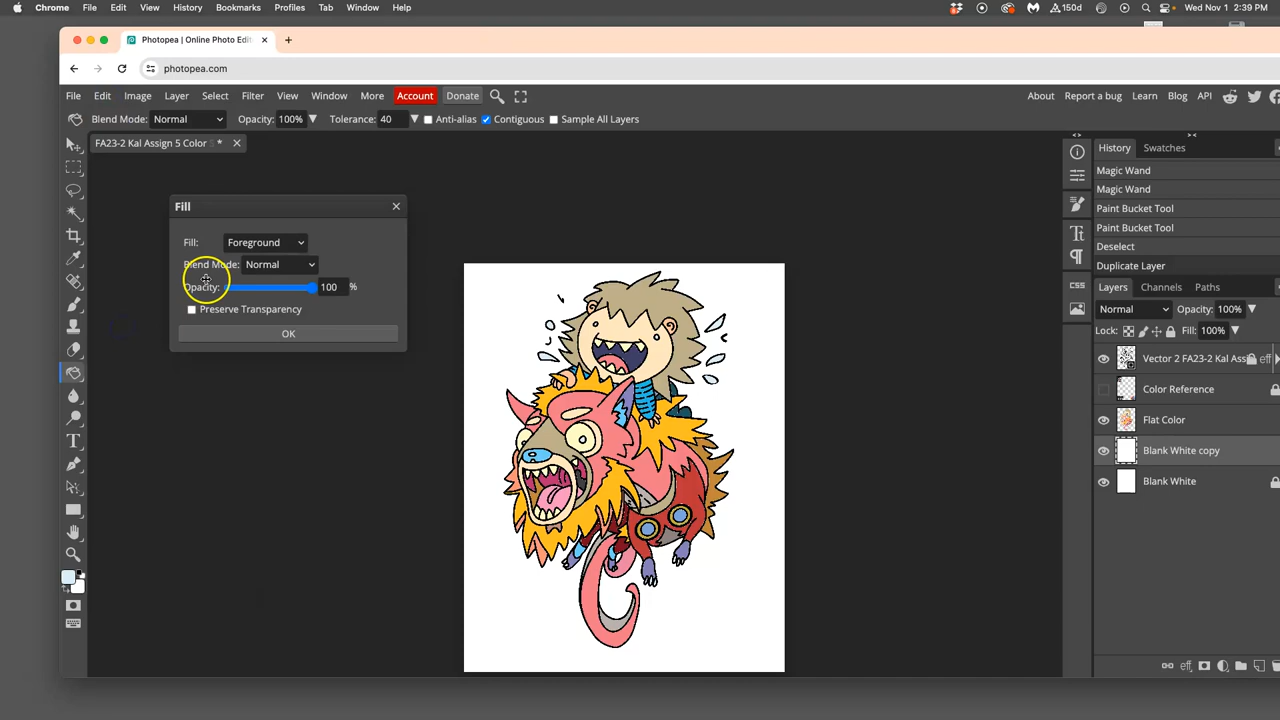 Chrome File Edit View History Bookmarks Profiles Tab Window Help 150d Wed Nov 1 2:39 PM
Photopea | Online Photo Edit
photopea.com
File Edit Image Layer Select Filter View Window More Account Donate About Report a bug Learn Blog API
Blend Mode: Normal Opacity: 100% Tolerance: 40 Anti-alias Contiguous Sample All Layers
FA23-2 Kal Assign 5 Color *
History Swatches
Magic Wand
Magic Wand
Paint Bucket Tool
Paint Bucket Tool
Deselect
Duplicate Layer
Fill
Fill: Foreground
Blend Mode: Normal
Opacity: 100 %
Preserve Transparency
OK
CSS
Layers Channels Paths
Normal Opacity: 100%
Lock: Fill: 100%
Vector 2 FA23-2 Kal Ass eff
Color Reference
Flat Color
Blank White copy
Blank White
eff